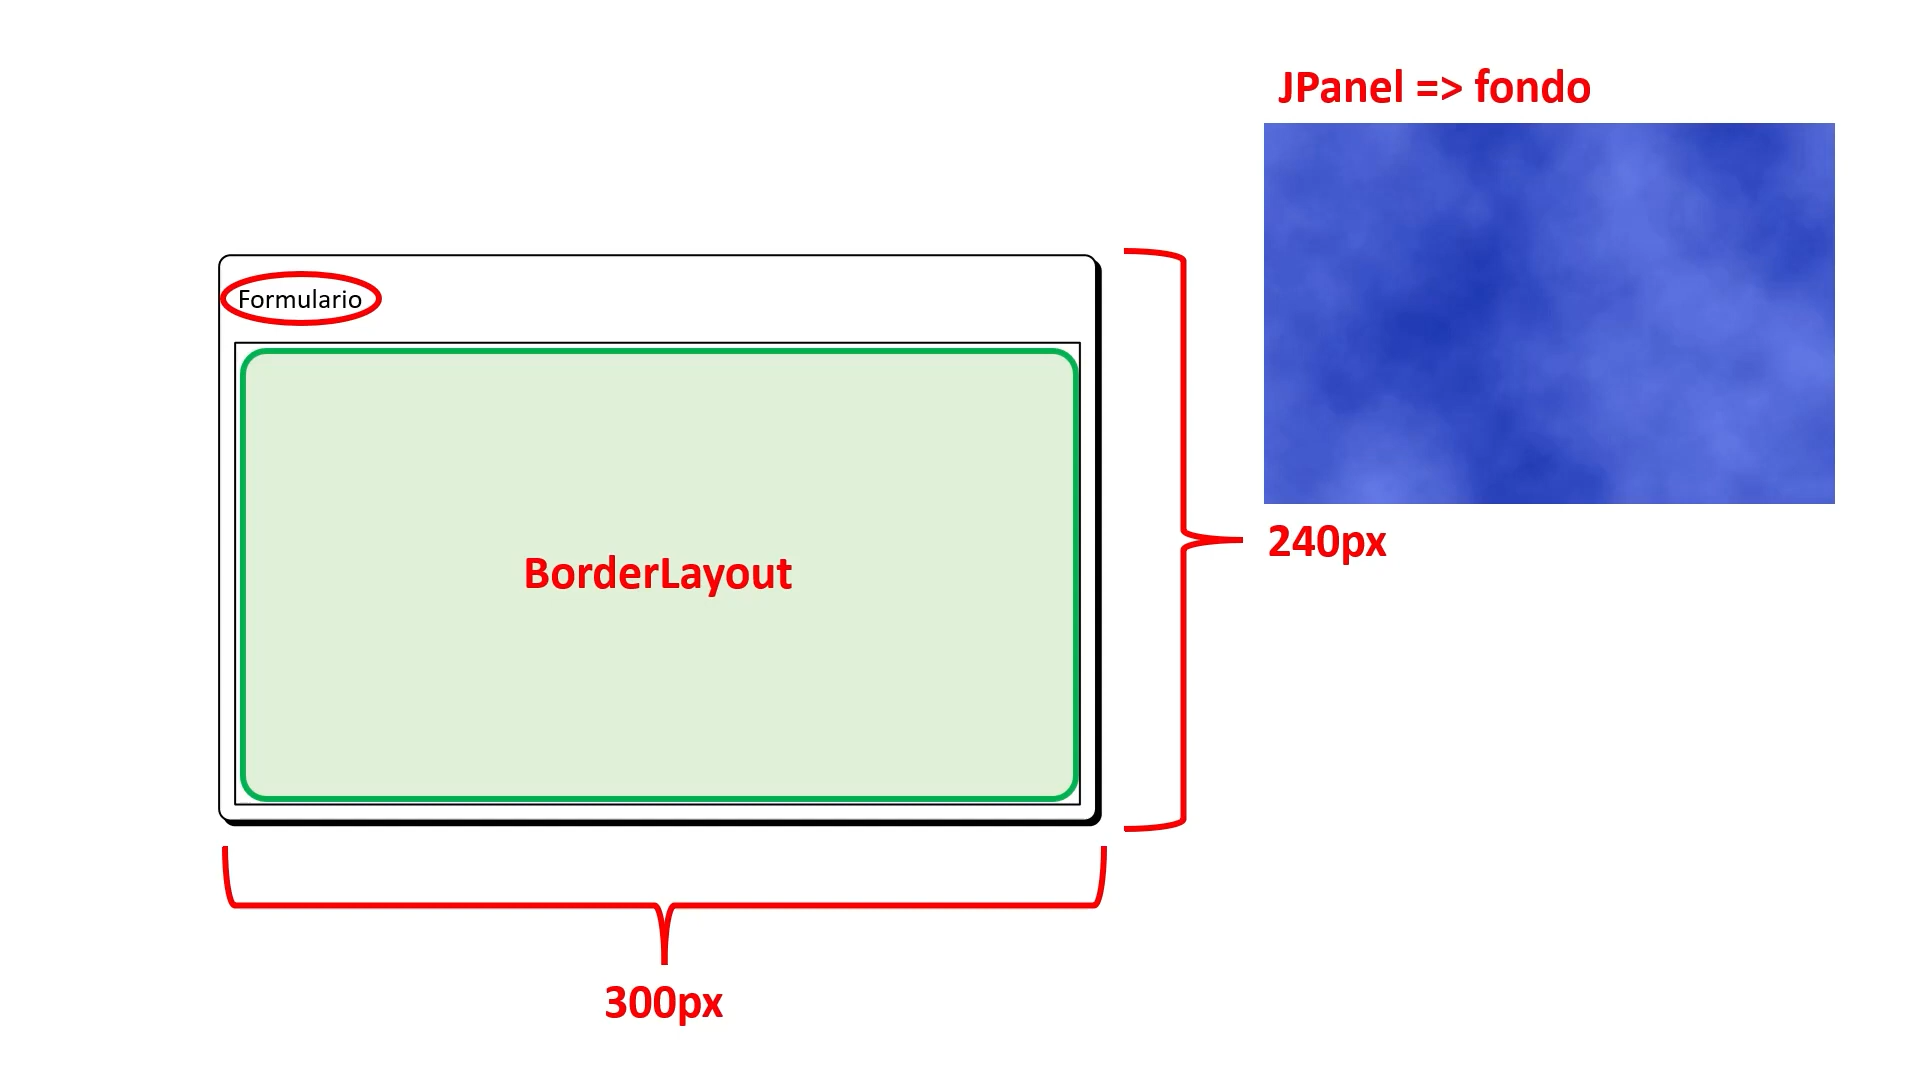 JPanel => fondo
Formulario
BorderLayout
240px
300px